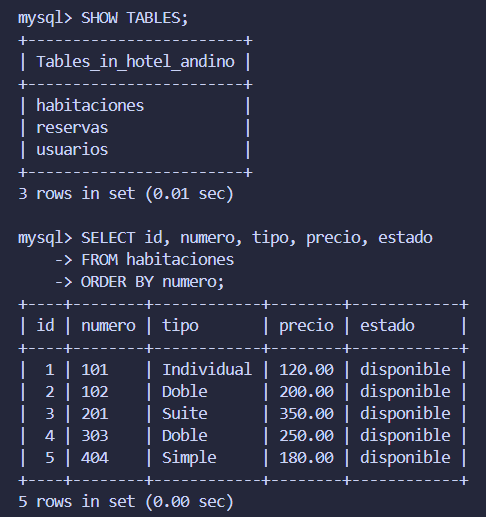 mysql> SHOW TABLES;
+------------------------+
| Tables_in_hotel_andino |
+------------------------+
| habitaciones           |
| reservas               |
| usuarios               |
+------------------------+
3 rows in set (0.01 sec)

mysql> SELECT id, numero, tipo, precio, estado
    -> FROM habitaciones
    -> ORDER BY numero;
+----+--------+------------+--------+------------+
| id | numero | tipo       | precio | estado     |
+----+--------+------------+--------+------------+
|  1 | 101    | Individual | 120.00 | disponible |
|  2 | 102    | Doble      | 200.00 | disponible |
|  3 | 201    | Suite      | 350.00 | disponible |
|  4 | 303    | Doble      | 250.00 | disponible |
|  5 | 404    | Simple     | 180.00 | disponible |
+----+--------+------------+--------+------------+
5 rows in set (0.00 sec)